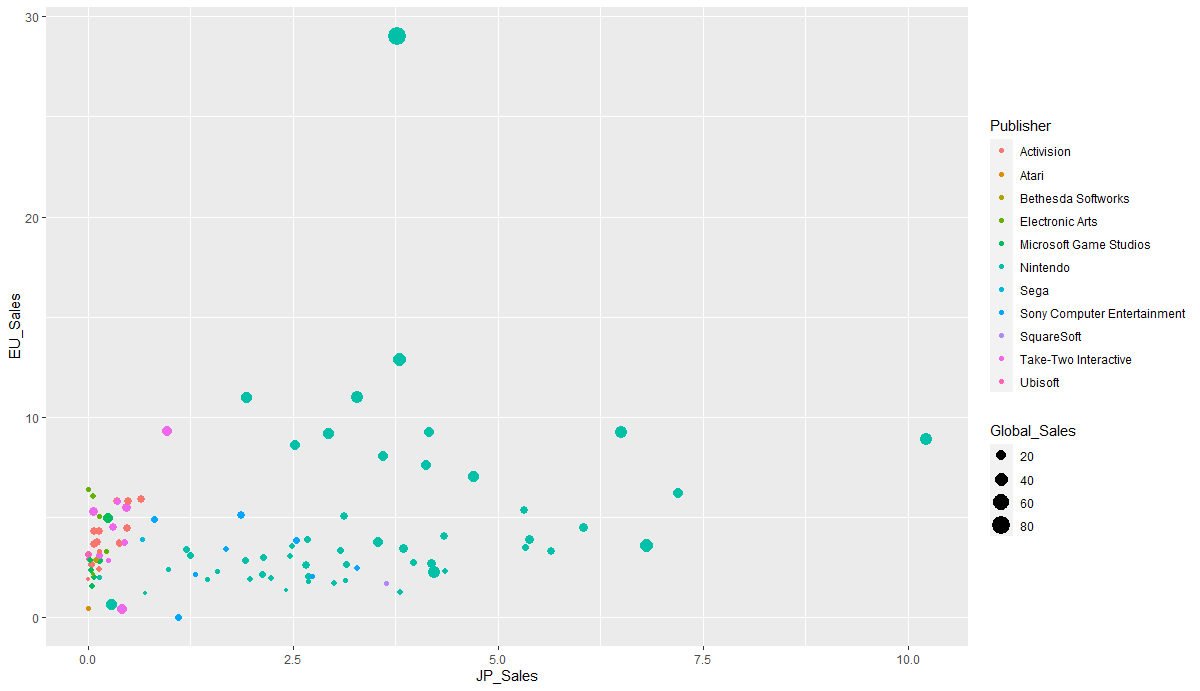 30
20
10
0
EU_Sales
0.0 2.5 5.0 7.5 10.0
JP_Sales
Publisher
Activision
Atari
Bethesda Softworks
Electronic Arts
Microsoft Game Studios
Nintendo
Sega
Sony Computer Entertainment
SquareSoft
Take-Two Interactive
Ubisoft
Global_Sales
20
40
60
80